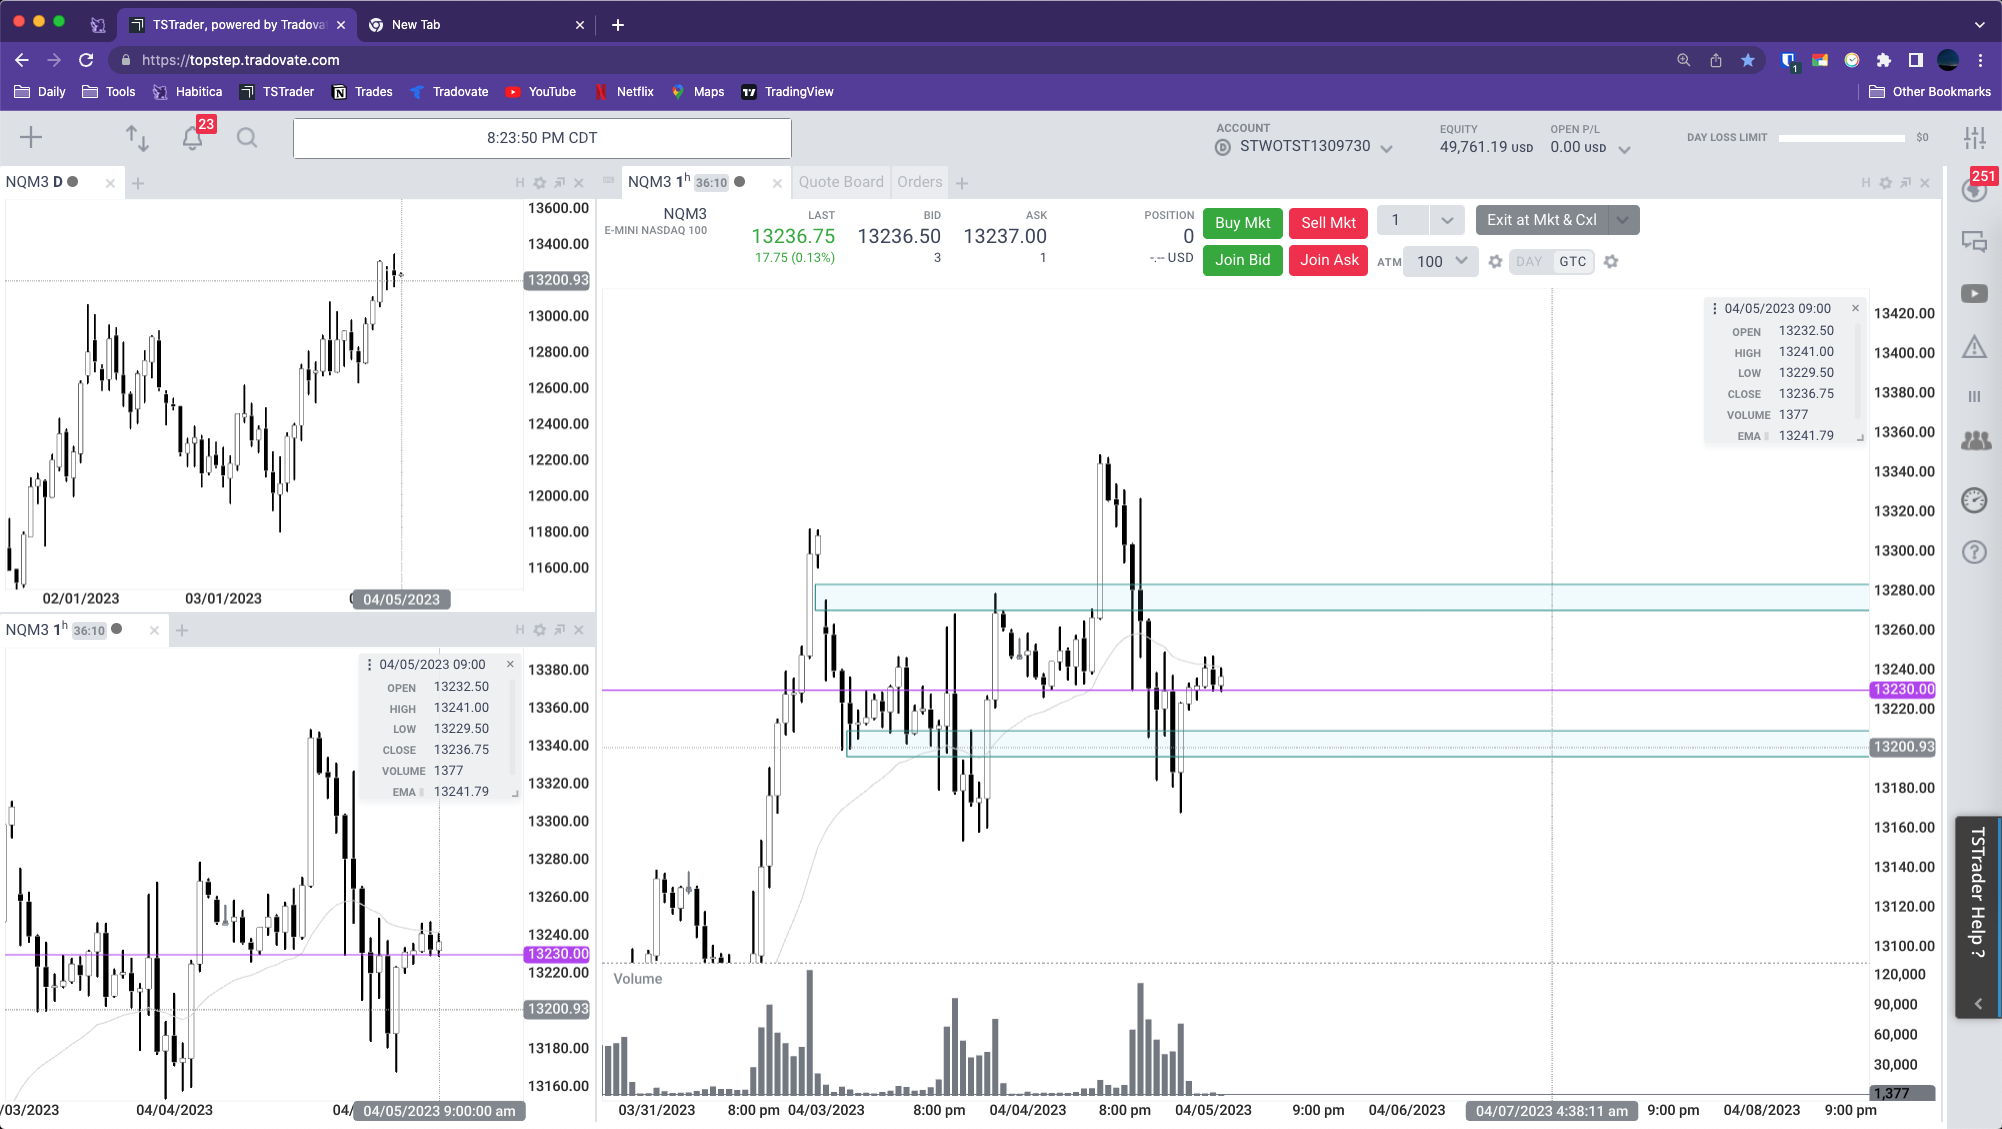 TSTrader, powered by Tradova
New Tab
https://topstep.tradovate.com
1
Daily Tools Habitica TSTrader Trades Tradovate YouTube Netflix Maps TradingView Other Bookmarks
23
8:23:50 PM CDT
ACCOUNT
STWOTST1309730
EQUITY
49,761.19 USD
OPEN P/L
0.00 USD
DAY LOSS LIMIT $0
NQM3 D
H
13600.00
13400.00
13200.93
13000.00
12800.00
12600.00
12400.00
12200.00
12000.00
11800.00
11600.00
02/01/2023 03/01/2023 04/05/2023
NQM3 1h 36:10
H
04/05/2023 09:00
OPEN 13232.50
HIGH 13241.00
LOW 13229.50
CLOSE 13236.75
VOLUME 1377
EMA 13241.79
13380.00
13360.00
13340.00
13320.00
13300.00
13280.00
13260.00
13240.00
13230.00
13220.00
13200.93
13180.00
13160.00
/03/2023 04/04/2023 04/ 04/05/2023 9:00:00 am
NQM3 1h 36:10
Quote Board
Orders
H
NQM3
E-MINI NASDAQ 100
LAST
13236.75
17.75 (0.13%)
BID
13236.50
3
ASK
13237.00
1
POSITION
0
-.-- USD
Buy Mkt Sell Mkt 1 Exit at Mkt & Cxl
Join Bid Join Ask ATM 100 DAY GTC
04/05/2023 09:00
OPEN 13232.50
HIGH 13241.00
LOW 13229.50
CLOSE 13236.75
VOLUME 1377
EMA 13241.79
13420.00
13400.00
13380.00
13360.00
13340.00
13320.00
13300.00
13280.00
13260.00
13240.00
13230.00
13220.00
13200.93
13180.00
13160.00
13140.00
13120.00
13100.00
Volume
120,000
90,000
60,000
30,000
1,377
03/31/2023 8:00 pm 04/03/2023 8:00 pm 04/04/2023 8:00 pm 04/05/2023 9:00 pm 04/06/2023 04/07/2023 4:38:11 am 9:00 pm 04/08/2023 9:00 pm
251
TSTrader Help ?